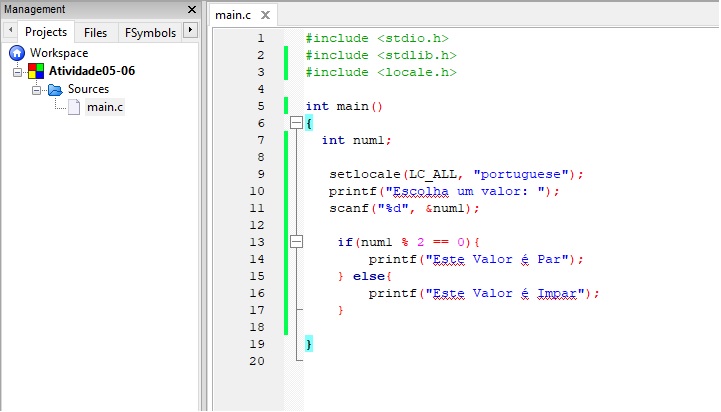 Management
Projects Files FSymbols
Workspace
Atividade05-06
Sources
main.c
main.c
1 #include <stdio.h>
2 #include <stdlib.h>
3 #include <locale.h>
4
5 int main()
6 {
7 int num1;
8
9 setlocale(LC_ALL, "portuguese");
10 printf("Escolha um valor: ");
11 scanf("%d", &num1);
12
13 if(num1 % 2 == 0){
14 printf("Este Valor é Par");
15 } else{
16 printf("Este Valor é Impar");
17 }
18
19 }
20